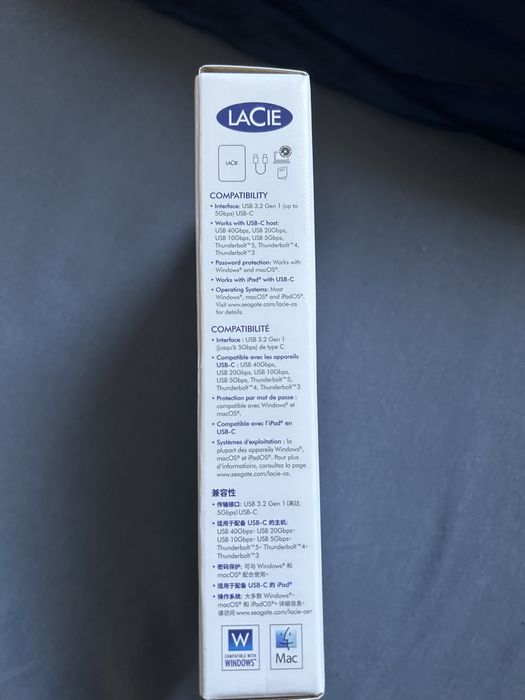 LACIE
LACIE
COMPATIBILITY
• Interface: USB 3.2 Gen 1 (up to
5Gbps) USB-C
• Works with USB-C host:
USB 40Gbps, USB 20Gbps,
USB 10Gbps, USB 5Gbps,
Thunderbolt™5, Thunderbolt™4,
Thunderbolt™3
• Password protection: Works with
Windows® and macOS®.
• Works with iPad® with USB-C
• Operating Systems: Most
Windows®, macOS® and iPadOS®.
Visit www.seagate.com/lacie-os
for details.
COMPATIBILITÉ
• Interface : USB 3.2 Gen 1
(jusqu'à 5Gbps) de type C
• Compatible avec les appareils
USB-C : USB 40Gbps,
USB 20Gbps, USB 10Gbps,
USB 5Gbps, Thunderbolt™5,
Thunderbolt™4, Thunderbolt™3
• Protection par mot de passe :
compatible avec Windows® et
macOS®.
• Compatible avec l'iPad® en
USB-C
• Systèmes d'exploitation : la
plupart des appareils Windows®,
macOS® et iPadOS®. Pour plus
d'informations, consultez la page
www.seagate.com/lacie-os.
兼容性
• 传输接口: USB 3.2 Gen 1 (高达
5Gbps) USB-C
• 适用于配备 USB-C 的主机:
USB 40Gbps、USB 20Gbps、
USB 10Gbps、USB 5Gbps、
Thunderbolt™5、Thunderbolt™4、
Thunderbolt™3
• 密码保护: 可与 Windows® 和
macOS® 配合使用。
• 适用于配备 USB-C 的 iPad®
• 操作系统: 大多数 Windows®、
macOS® 和 iPadOS®。详细信息,
请访问 www.seagate.com/lacie-os。
W
COMPATIBLE WITH
WINDOWS®
Mac